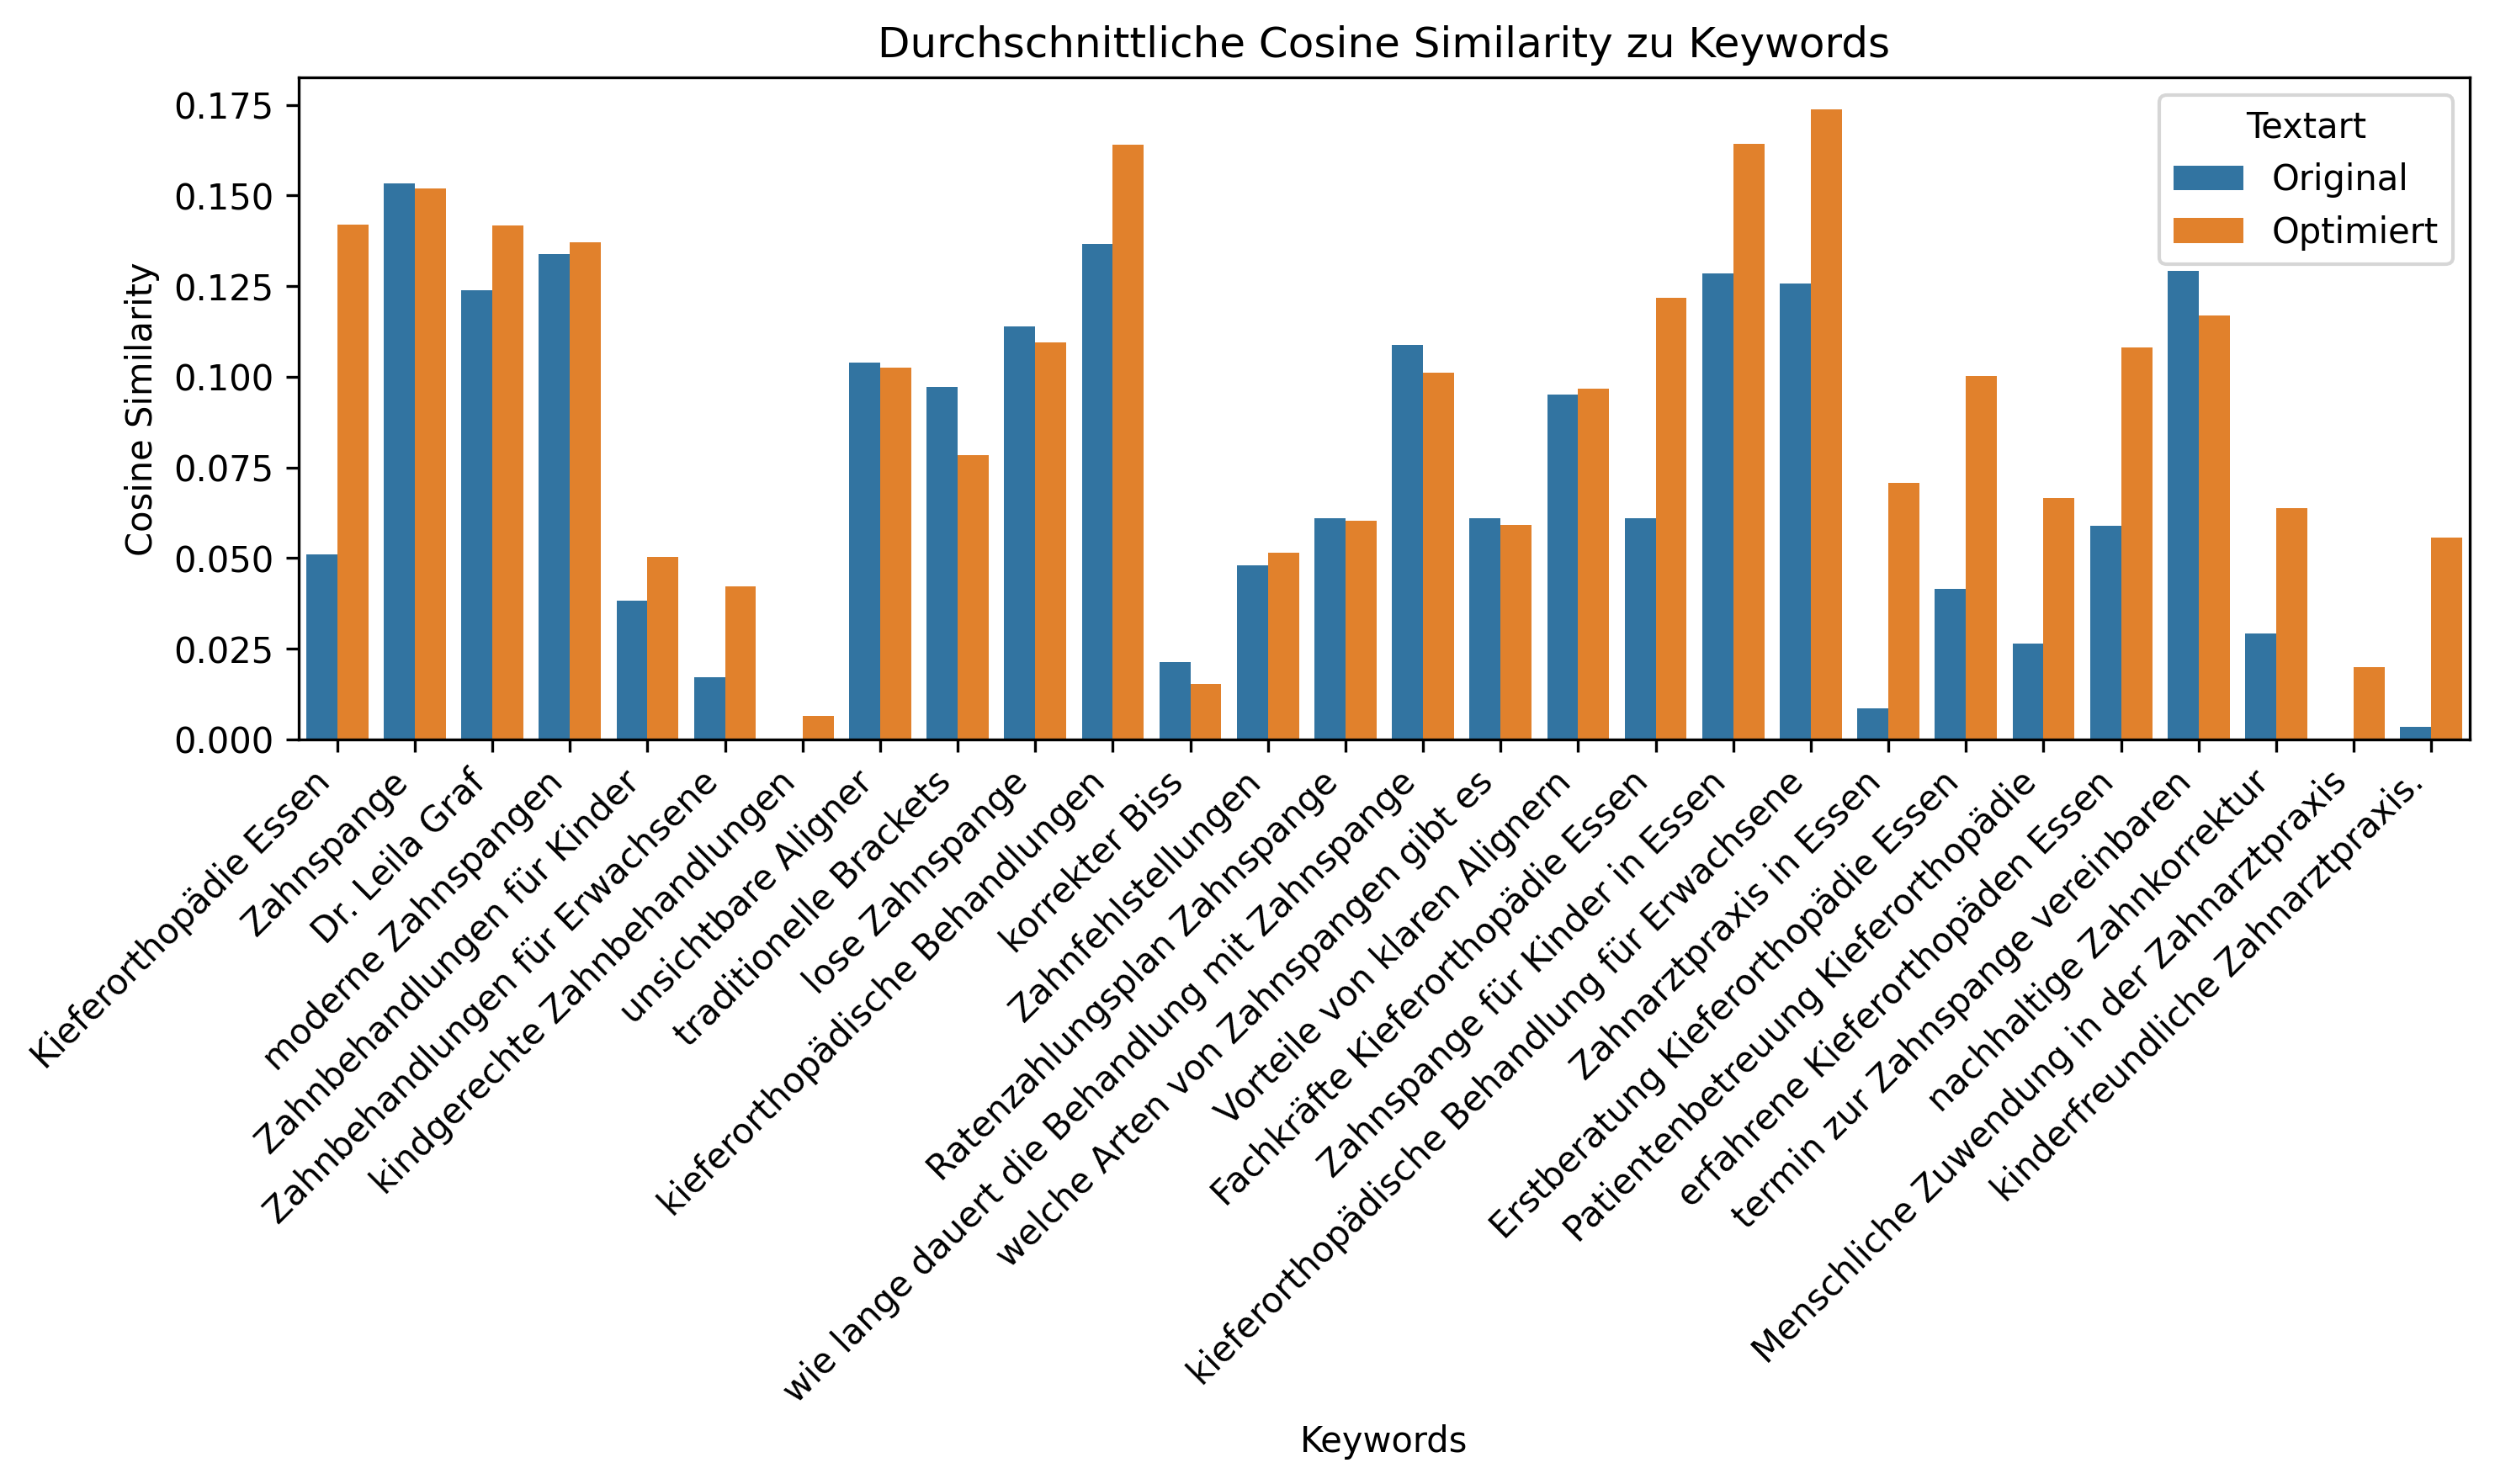 Durchschnittliche Cosine Similarity zu Keywords
Textart
Original
Optimiert
Cosine Similarity
0.175
0.150
0.125
0.100
0.075
0.050
0.025
0.000
Kieferorthopädie Essen
Zahnspange
Dr. Leila Graf
moderne Zahnspangen
Zahnbehandlungen für Kinder
Zahnbehandlungen für Erwachsene
kindgerechte Zahnbehandlungen
unsichtbare Aligner
traditionelle Brackets
lose Zahnspange
kieferorthopädische Behandlungen
korrekter Biss
Zahnfehlstellungen
Ratenzahlungsplan Zahnspange
wie lange dauert die Behandlung mit Zahnspange
welche Arten von Zahnspangen gibt es
Vorteile von klaren Alignern
Fachkräfte Kieferorthopädie Essen
Zahnspange für Kinder in Essen
kieferorthopädische Behandlung für Erwachsene
Zahnarztpraxis in Essen
Erstberatung Kieferorthopädie Essen
Patientenbetreuung Kieferorthopädie
erfahrene Kieferorthopäden Essen
termin zur Zahnspange vereinbaren
nachhaltige Zahnkorrektur
Menschliche Zuwendung in der Zahnarztpraxis
kinderfreundliche Zahnarztpraxis.
Keywords